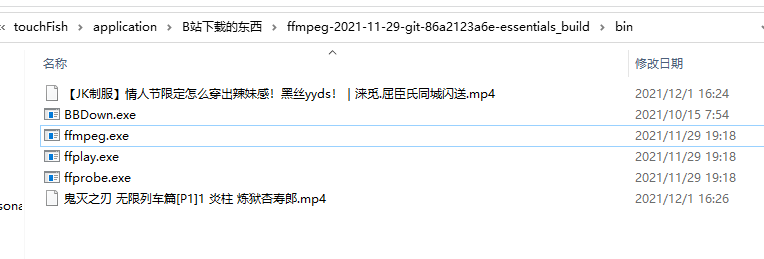 « touchFish › application › B站下载的东西 › ffmpeg-2021-11-29-git-86a2123a6e-essentials_build › bin
名称 修改日期
【JK制服】情人节限定怎么穿出辣妹感！黑丝yyds！｜涞觅.屈臣氏同城闪送.mp4 2021/12/1 16:24
BBDown.exe 2021/10/15 7:54
ffmpeg.exe 2021/11/29 19:18
ffplay.exe 2021/11/29 19:18
ffprobe.exe 2021/11/29 19:18
鬼灭之刃 无限列车篇[P1]1 炎柱 炼狱杏寿郎.mp4 2021/12/1 16:26
sona